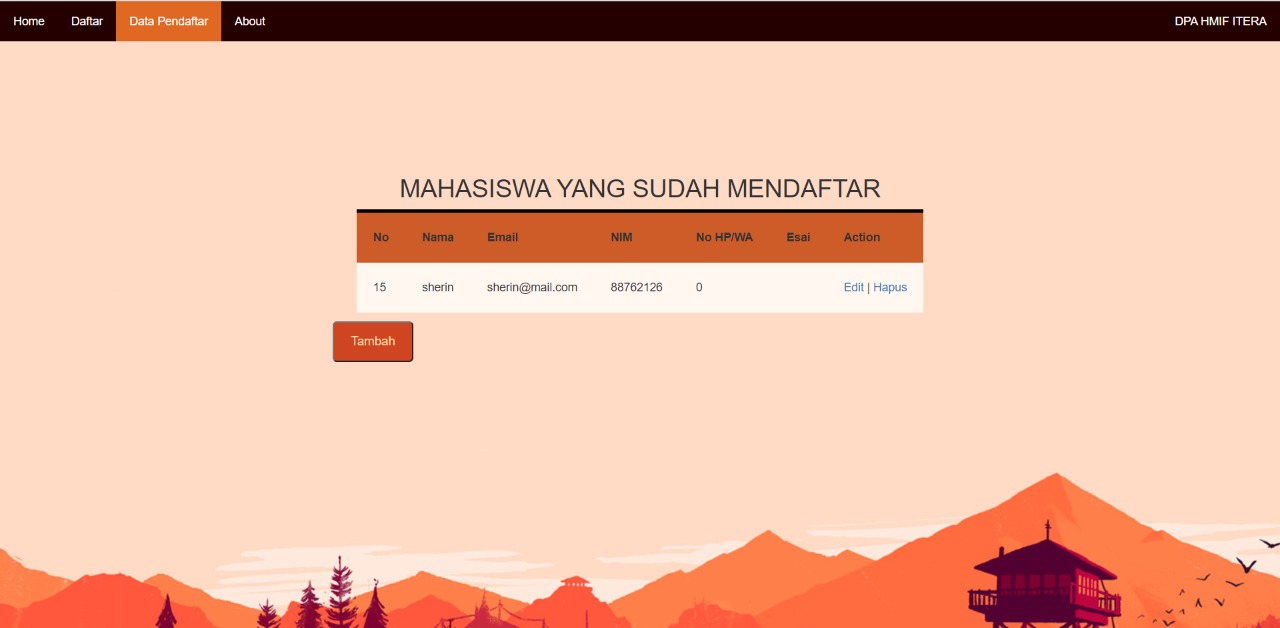 Home Daftar Data Pendaftar About DPA HMIF ITERA
MAHASISWA YANG SUDAH MENDAFTAR
No Nama Email NIM No HP/WA Esai Action
15 sherin sherin@mail.com 88762126 0 Edit | Hapus
Tambah